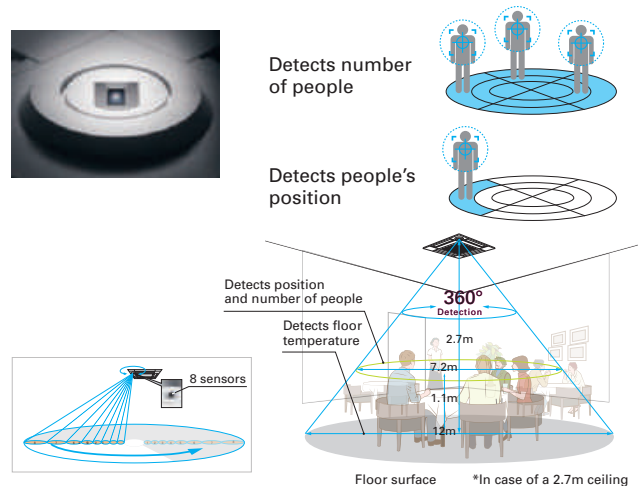 Detects number
of people
Detects people's
position
Detects position
and number of people
Detects floor
temperature
360°
Detection
2.7m
7.2m
1.1m
12m
8 sensors
Floor surface
*In case of a 2.7m ceiling